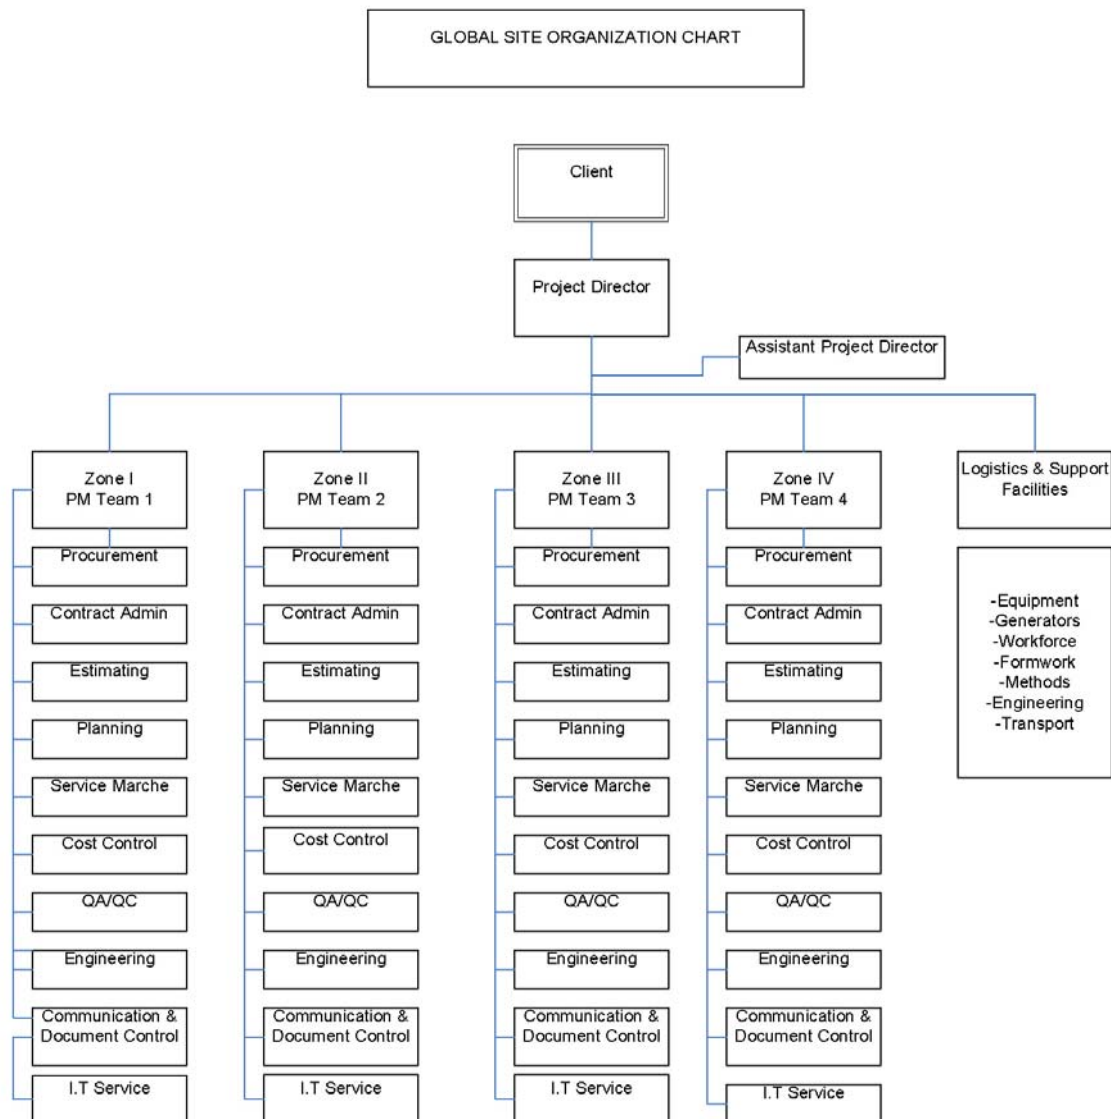 GLOBAL SITE ORGANIZATION CHART
Client
Project Director
Assistant Project Director
Zone I
PM Team 1
Procurement
Contract Admin
Estimating
Planning
Service Marche
Cost Control
QA/QC
Engineering
Communication &
Document Control
I.T Service
Zone II
PM Team 2
Procurement
Contract Admin
Estimating
Planning
Service Marche
Cost Control
QA/QC
Engineering
Communication &
Document Control
I.T Service
Zone III
PM Team 3
Procurement
Contract Admin
Estimating
Planning
Service Marche
Cost Control
QA/QC
Engineering
Communication &
Document Control
I.T Service
Zone IV
PM Team 4
Procurement
Contract Admin
Estimating
Planning
Service Marche
Cost Control
QA/QC
Engineering
Communication &
Document Control
I.T Service
Logistics & Support
Facilities
-Equipment
-Generators
-Workforce
-Formwork
-Methods
-Engineering
-Transport